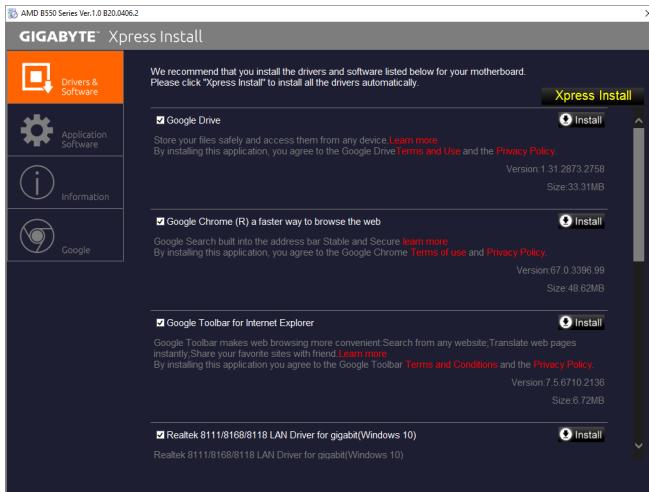 AMD B550 Series Ver.1.0 B20.0406.2
GIGABYTE™ Xpress Install
Drivers &
Software
Application
Software
Information
Google
We recommend that you install the drivers and software listed below for your motherboard.
Please click "Xpress Install" to install all the drivers automatically.
Xpress Install
Google Drive
Install
Store your files safely and access them from any device.Learn more
By installing this application, you agree to the Google DriveTerms and Use and the Privacy Policy.
Version:1.31.2873.2758
Size:33.31MB
Google Chrome (R) a faster way to browse the web
Install
Google Search built into the address bar Stable and Secure learn more
By installing this application, you agree to the Google Chrome Terms of use and Privacy Policy.
Version:67.0.3396.99
Size:48.62MB
Google Toolbar for Internet Explorer
Install
Google Toolbar makes web browsing more convenient:Search from any website;Translate web pages
instantly;Share your favorite sites with friend.Learn more
By installing this application you agree to the Google Toolbar Terms and Conditions and the Privacy Policy.
Version:7.5.6710.2136
Size:6.72MB
Realtek 8111/8168/8118 LAN Driver for gigabit(Windows 10)
Install
Realtek 8111/8168/8118 LAN Driver for gigabit(Windows 10)